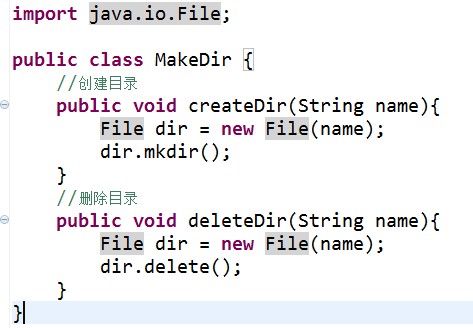 import java.io.File;
public class MakeDir {
//创建目录
public void createDir(String name){
File dir = new File(name);
dir.mkdir();
}
//删除目录
public void deleteDir(String name){
File dir = new File(name);
dir.delete();
}
}